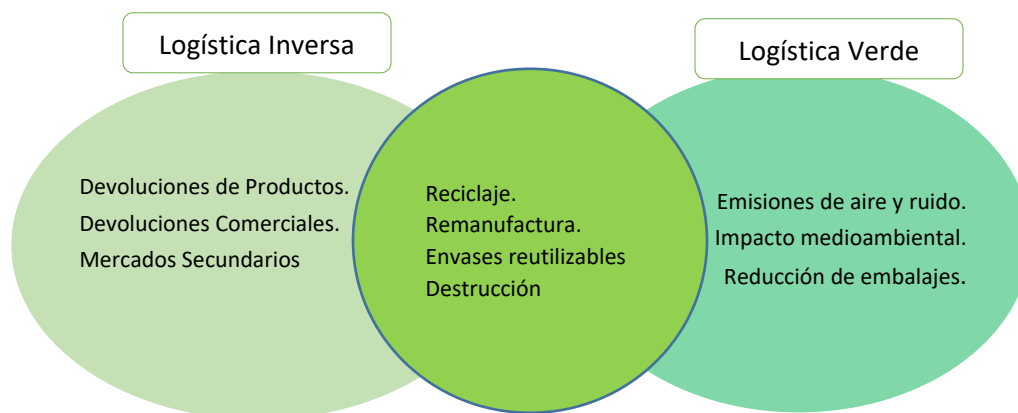 Logística Inversa
Logística Verde
Devoluciones de Productos.
Devoluciones Comerciales.
Mercados Secundarios
Reciclaje.
Remanufactura.
Envases reutilizables
Destrucción
Emisiones de aire y ruido.
Impacto medioambiental.
Reducción de embalajes.